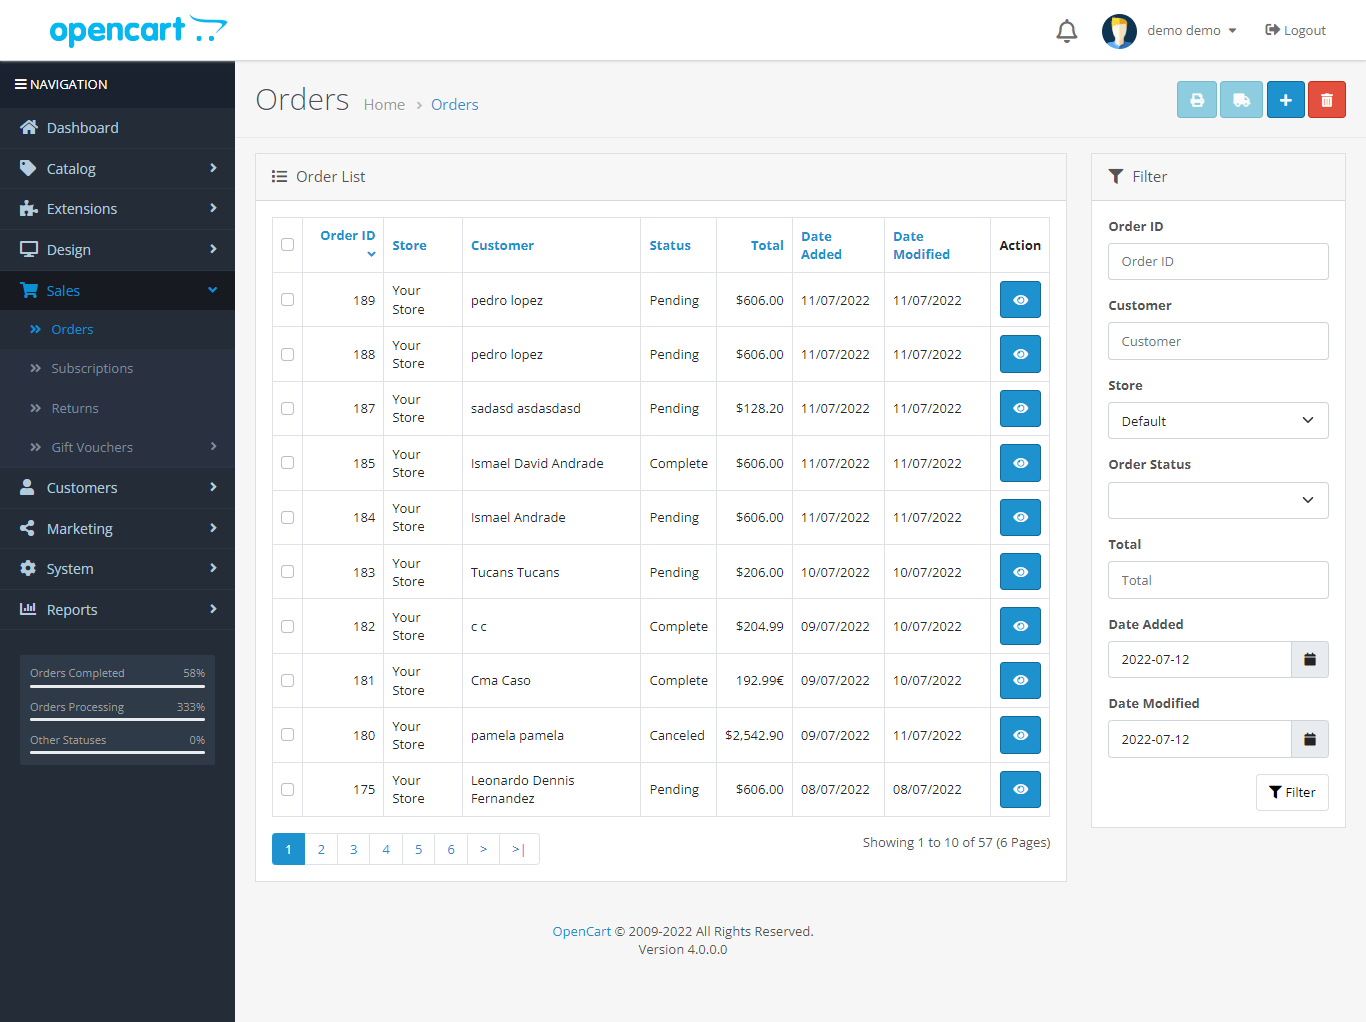 opencart
demo demo
Logout
NAVIGATION
Dashboard
Catalog
Extensions
Design
Sales
Orders
Subscriptions
Returns
Gift Vouchers
Customers
Marketing
System
Reports
Orders Completed 58%
Orders Processing 333%
Other Statuses 0%
Orders Home > Orders
Order List
Order ID Store Customer Status Total Date Added Date Modified Action
189 Your Store pedro lopez Pending $606.00 11/07/2022 11/07/2022
188 Your Store pedro lopez Pending $606.00 11/07/2022 11/07/2022
187 Your Store sadasd asdasdasd Pending $128.20 11/07/2022 11/07/2022
185 Your Store Ismael David Andrade Complete $606.00 11/07/2022 11/07/2022
184 Your Store Ismael Andrade Pending $606.00 11/07/2022 11/07/2022
183 Your Store Tucans Tucans Pending $206.00 10/07/2022 10/07/2022
182 Your Store c c Complete $204.99 09/07/2022 10/07/2022
181 Your Store Cma Caso Complete 192.99€ 09/07/2022 10/07/2022
180 Your Store pamela pamela Canceled $2,542.90 09/07/2022 11/07/2022
175 Your Store Leonardo Dennis Fernandez Pending $606.00 08/07/2022 08/07/2022
1 2 3 4 5 6 > >|
Showing 1 to 10 of 57 (6 Pages)
Filter
Order ID
Order ID
Customer
Customer
Store
Default
Order Status
Total
Total
Date Added
2022-07-12
Date Modified
2022-07-12
Filter
OpenCart © 2009-2022 All Rights Reserved.
Version 4.0.0.0